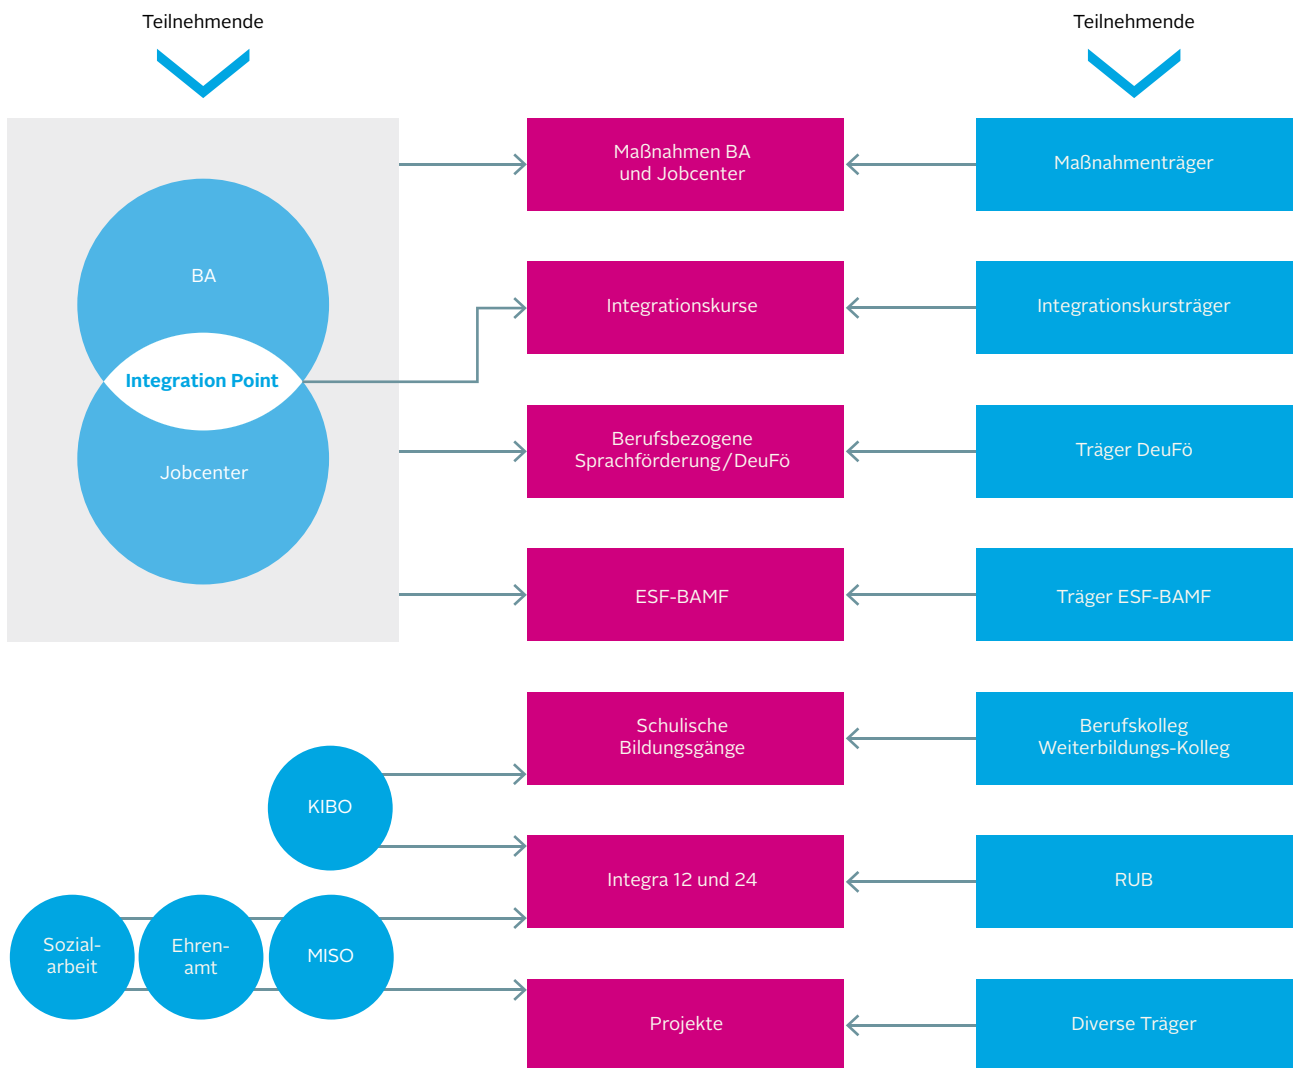 Teilnehmende
Teilnehmende
Maßnahmen BA
und Jobcenter
Maßnahmenträger
BA
Integrationskurse
Integrationskursträger
Integration Point
Jobcenter
Berufsbezogene
Sprachförderung/DeuFö
Träger DeuFö
ESF-BAMF
Träger ESF-BAMF
Schulische
Bildungsgänge
Berufskolleg
Weiterbildungs-Kolleg
KIBO
Integra 12 und 24
RUB
Sozial-
arbeit
Ehren-
amt
MISO
Projekte
Diverse Träger